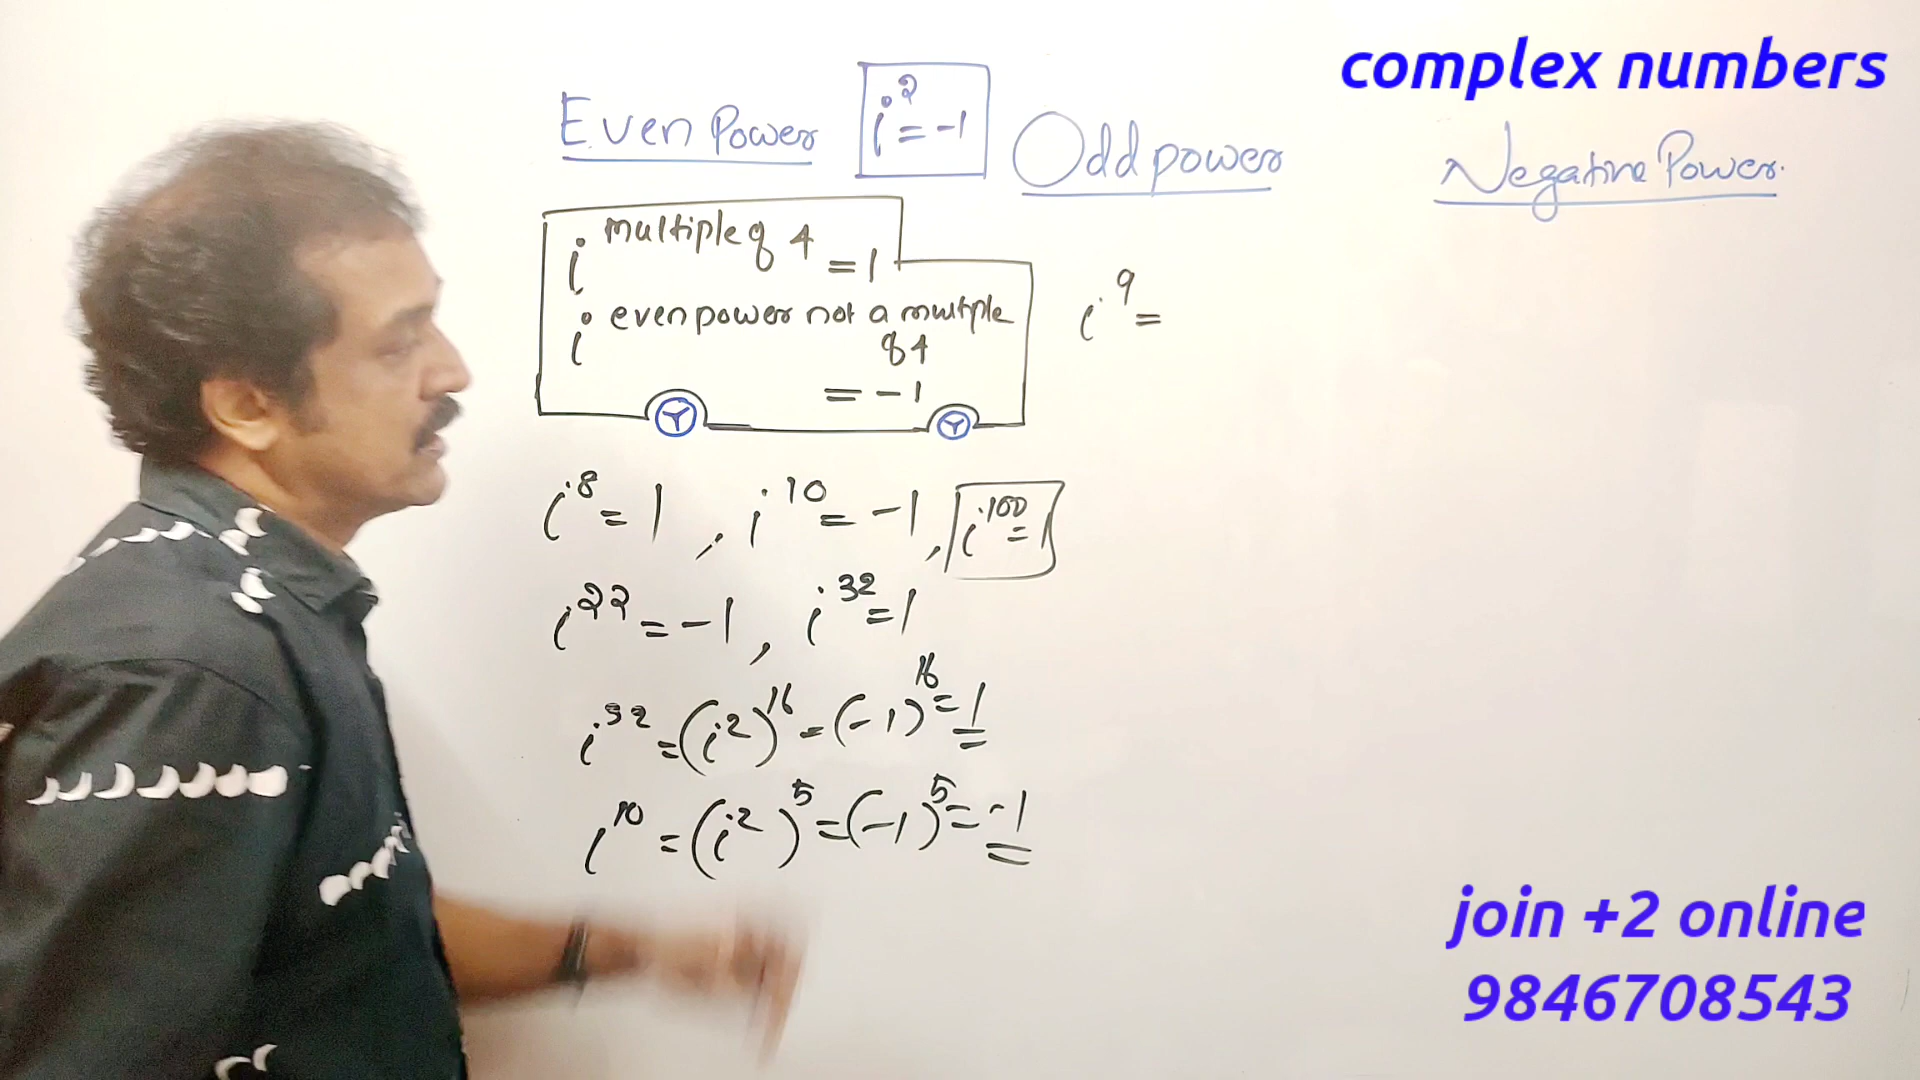 complex numbers
Even Power
i² = -1
Odd power
Negative Power.
i multiple of 4 = 1
i even power not a multiple
of 4
= -1
i⁹ =
i⁸ = 1 , i¹⁰ = -1, i¹⁰⁰ = 1
i²² = -1 , i³² = 1
i³² = (i²)¹⁶ = (-1)¹⁶ = 1
i¹⁰ = (i²)⁵ = (-1)⁵ = -1
join +2 online
9846708543